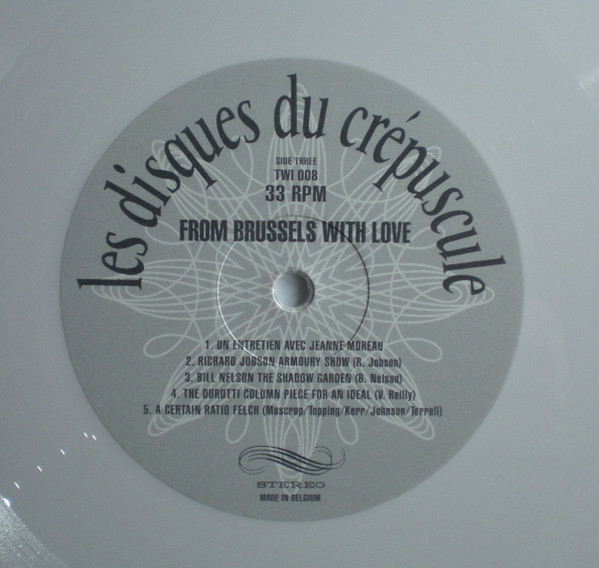 les disques du crépuscule
SIDE THREE
TWI 008
33 RPM
FROM BRUSSELS WITH LOVE
1. UN ENTRETIEN AVEC JEANNE MOREAU
2. RICHARD JOBSON ARMOURY SHOW (R. Jobson)
3. BILL NELSON THE SHADOW GARDEN (B. Nelson)
4. THE DUROTTI COLUMN PIECE FOR AN IDEAL (V. Reilly)
5. A CERTAIN RATIO FELCH (Moscrop/Topping/Kerr/Johnson/Terrell)
STEREO
MADE IN BELGIUM